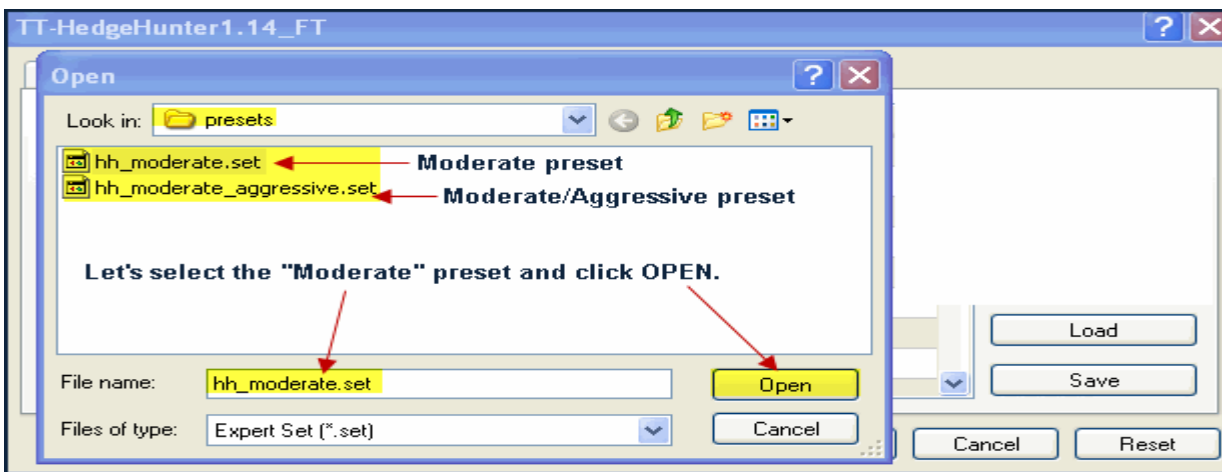 TT-HedgeHunter1.14_FT
Open
Look in: presets
hh_moderate.set Moderate preset
hh_moderate_aggressive.set Moderate/Aggressive preset
Let's select the "Moderate" preset and click OPEN.
Load
File name: hh_moderate.set Open
Save
Files of type: Expert Set (*.set) Cancel
Cancel Reset